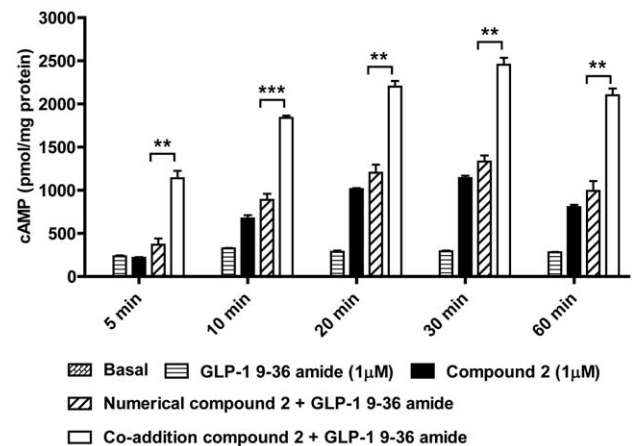 3000
2500
2000
1500
1000
500
0
cAMP (pmol/mg protein)
**
***
**
**
**
5 min
10 min
20 min
30 min
60 min
Basal GLP-1 9-36 amide (1μM) Compound 2 (1μM)
Numerical compound 2 + GLP-1 9-36 amide
Co-addition compound 2 + GLP-1 9-36 amide